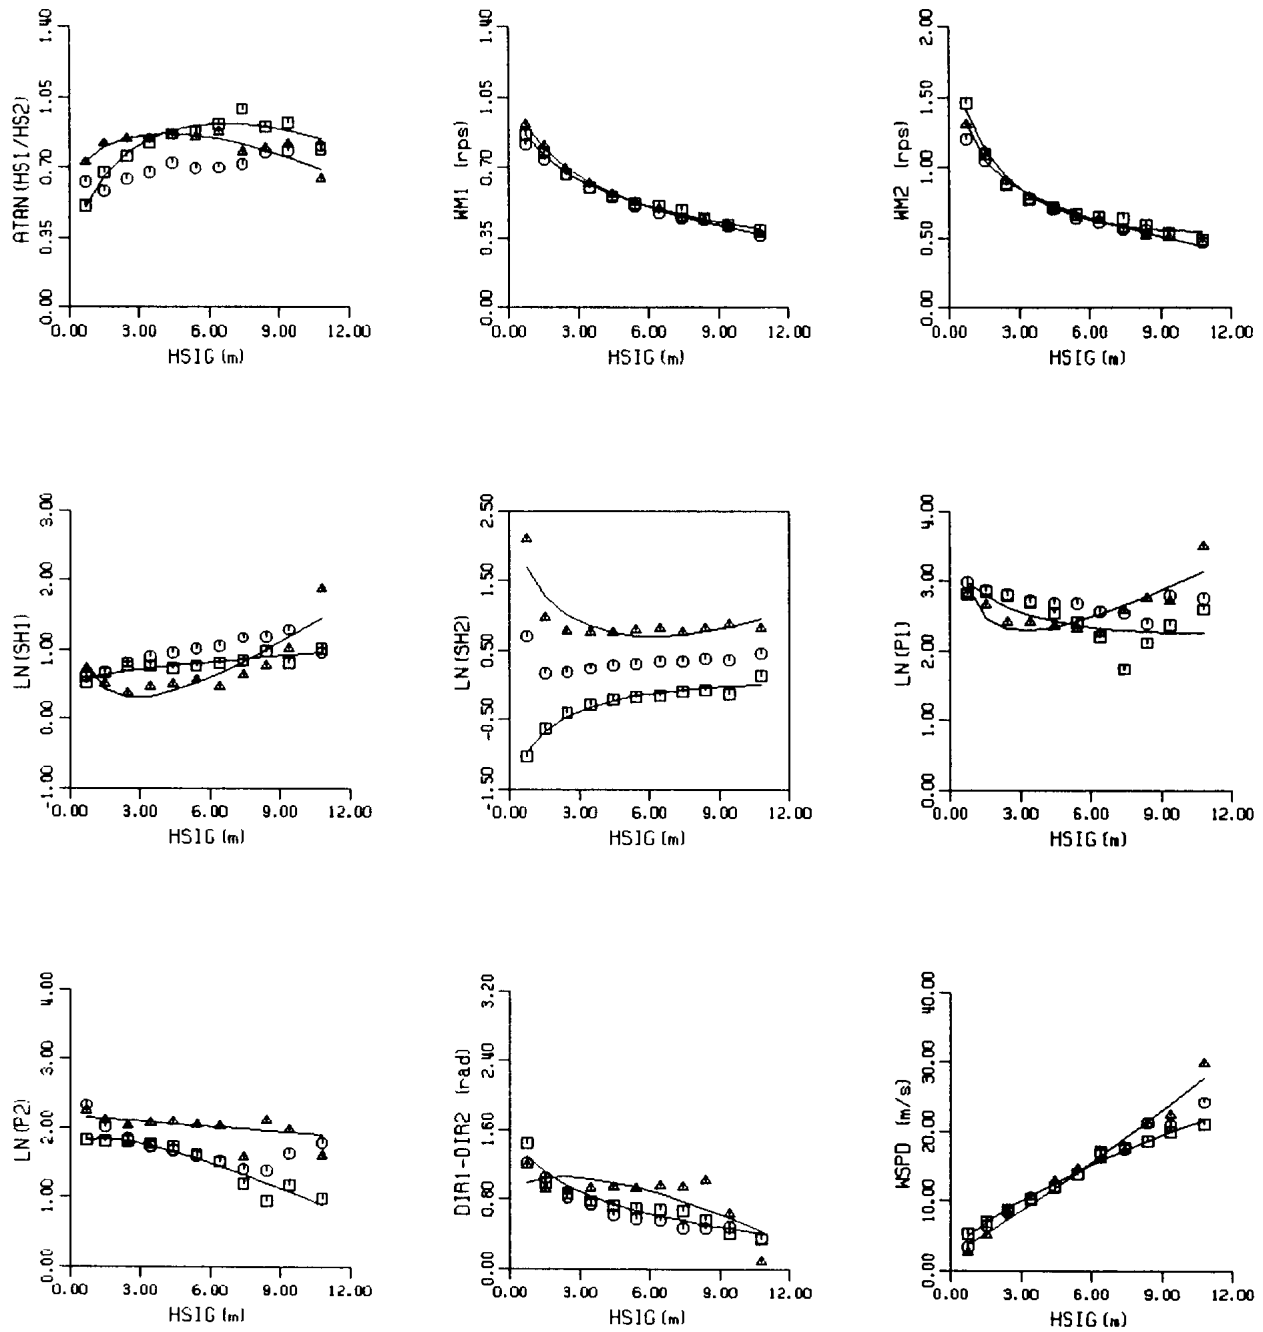 ATAN(HS1/HS2)
1.40
1.05
0.70
0.35
0.00
0.00 3.00 6.00 9.00 12.00
HSIG (m)
WM1 (rps)
1.40
1.05
0.70
0.35
0.00
0.00 3.00 6.00 9.00 12.00
HSIG (m)
WM2 (rps)
2.00
1.50
1.00
0.50
0.00
0.00 3.00 6.00 9.00 12.00
HSIG (m)
LN(SH1)
3.00
2.00
1.00
0.00
-1.00
0.00 3.00 6.00 9.00 12.00
HSIG (m)
LN(SH2)
2.50
1.50
0.50
-0.50
-1.50
0.00 3.00 6.00 9.00 12.00
HSIG (m)
LN(P1)
4.00
3.00
2.00
1.00
0.00
0.00 3.00 6.00 9.00 12.00
HSIG (m)
LN(P2)
4.00
3.00
2.00
1.00
0.00
0.00 3.00 6.00 9.00 12.00
HSIG (m)
DIR1-DIR2 (rad)
3.20
2.40
1.60
0.80
0.00
0.00 3.00 6.00 9.00 12.00
HSIG (m)
WSPD (m/s)
40.00
30.00
20.00
10.00
0.00
0.00 3.00 6.00 9.00 12.00
HSIG (m)